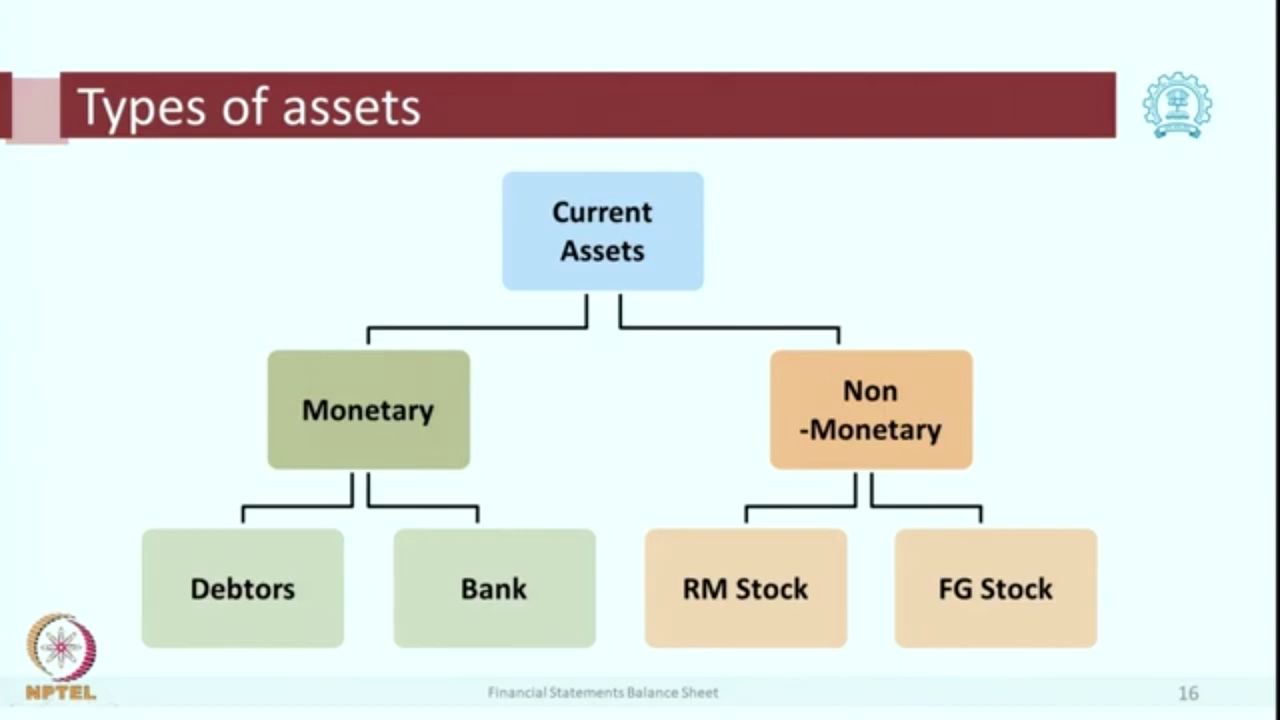 Types of assets
Current
Assets
Monetary
Non
-Monetary
Debtors
Bank
RM Stock
FG Stock
NPTEL
Financial Statements Balance Sheet
16